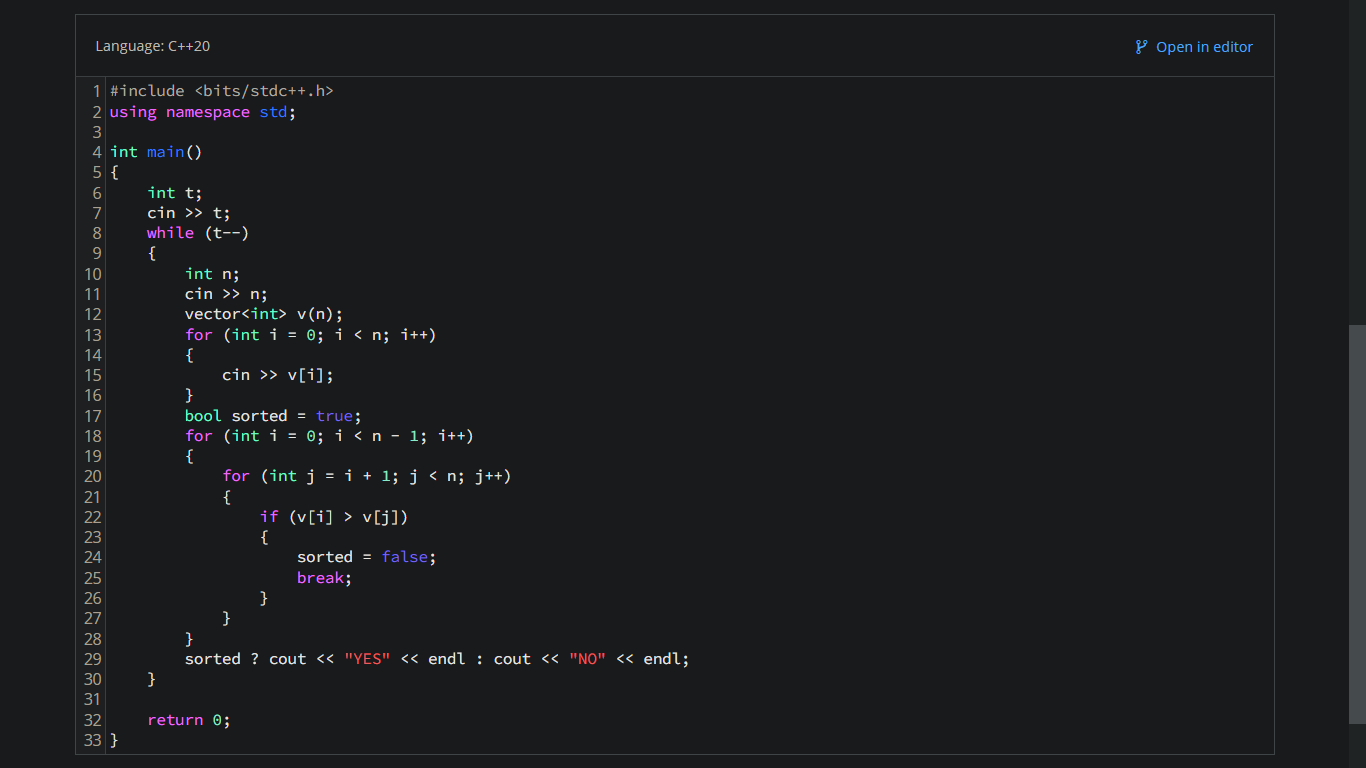 Language: C++20
Open in editor
1 #include <bits/stdc++.h>
2 using namespace std;
3
4 int main()
5 {
6     int t;
7     cin >> t;
8     while (t--)
9     {
10         int n;
11         cin >> n;
12         vector<int> v(n);
13         for (int i = 0; i < n; i++)
14         {
15             cin >> v[i];
16         }
17         bool sorted = true;
18         for (int i = 0; i < n - 1; i++)
19         {
20             for (int j = i + 1; j < n; j++)
21             {
22                 if (v[i] > v[j])
23                 {
24                     sorted = false;
25                     break;
26                 }
27             }
28         }
29         sorted ? cout << "YES" << endl : cout << "NO" << endl;
30     }
31
32     return 0;
33 }